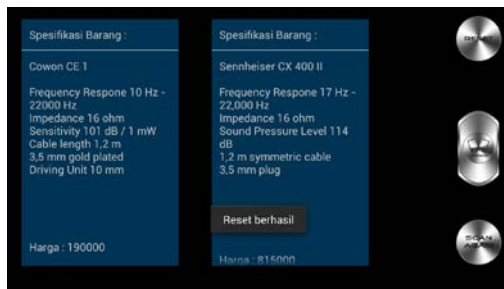 Spesifikasi Barang :
Cowon CE 1
Frequency Respone 10 Hz -
22000 Hz
Impedance 16 ohm
Sensitivity 101 dB / 1 mW
Cable length 1,2 m
3,5 mm gold plated
Driving Unit 10 mm
Harga : 190000
Spesifikasi Barang :
Sennheiser CX 400 II
Frequency Respone 17 Hz -
22,000 Hz
Impedance 16 ohm
Sound Pressure Level 114
dB
1,2 m symmetric cable
3,5 mm plug
Reset berhasil
Harga : 815000
RESET
SCAN
AGAIN